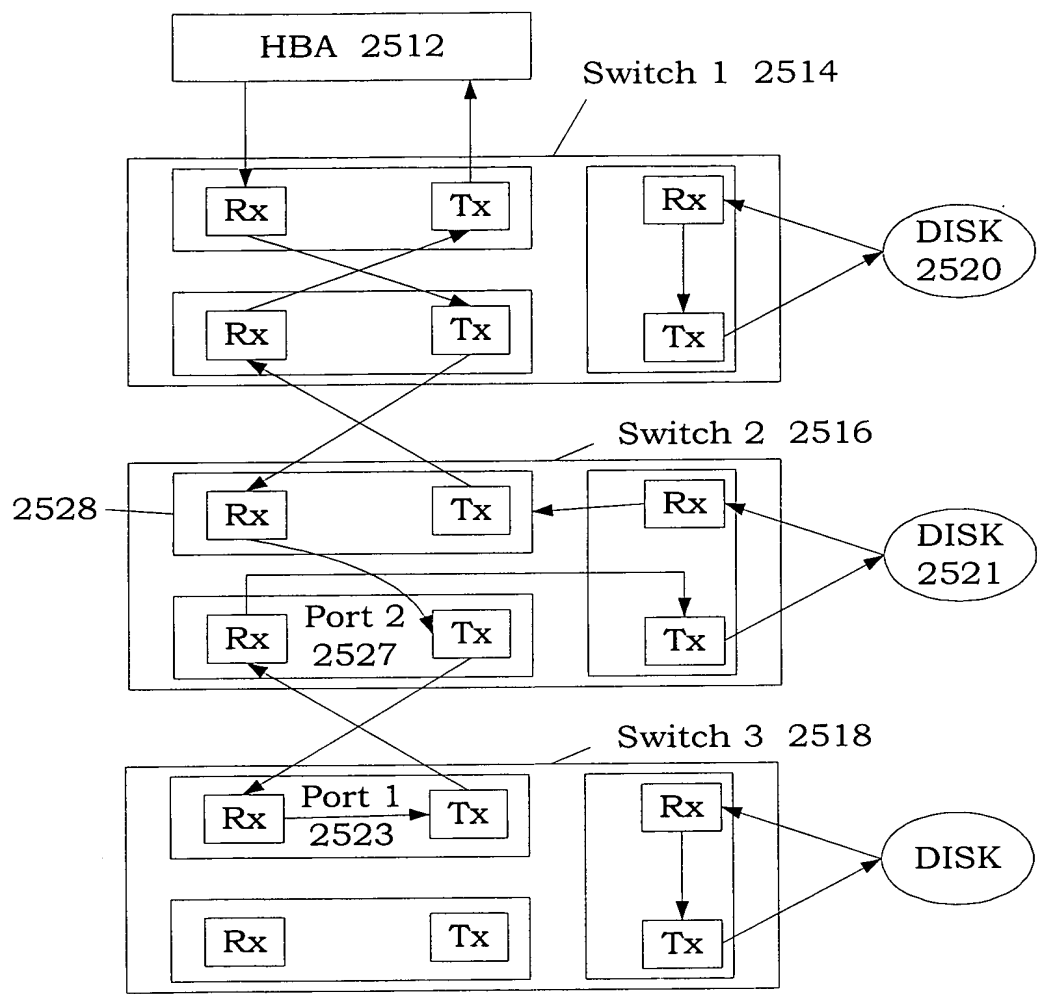 HBA 2512
Switch 1 2514
Rx
Tx
Rx
DISK
2520
Rx
Tx
Tx
Switch 2 2516
2528
Rx
Tx
Rx
DISK
2521
Port 2
2527
Rx
Tx
Tx
Switch 3 2518
Port 1
2523
Rx
Tx
Rx
DISK
Rx
Tx
Tx